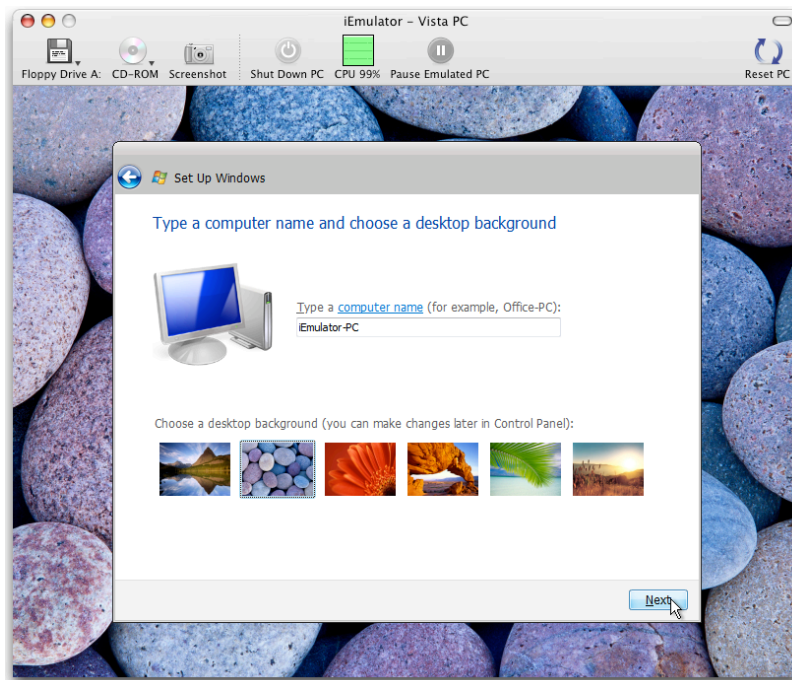 iEmulator – Vista PC
Floppy Drive A: CD-ROM Screenshot Shut Down PC CPU 99% Pause Emulated PC Reset PC
Set Up Windows
Type a computer name and choose a desktop background
Type a computer name (for example, Office-PC):
iEmulator-PC
Choose a desktop background (you can make changes later in Control Panel):
Next